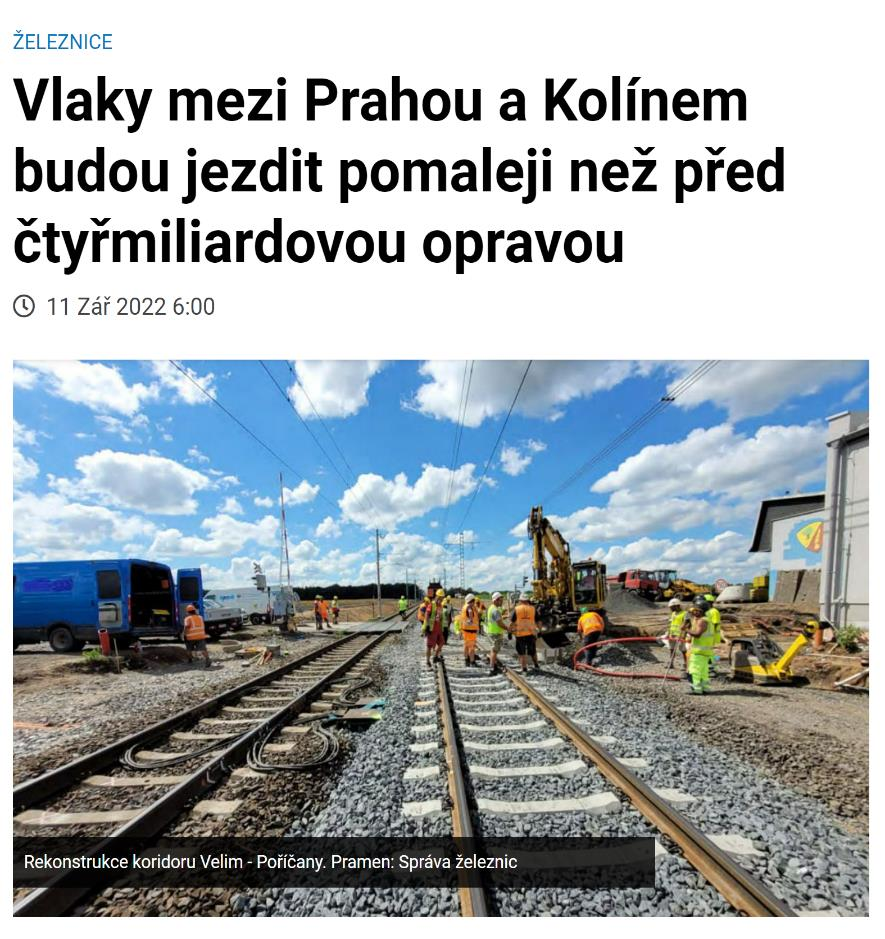 ŽELEZNICE
Vlaky mezi Prahou a Kolínem
budou jezdit pomaleji než před
čtyřmiliardovou opravou
11 Zář 2022 6:00
Rekonstrukce koridoru Velim - Poříčany. Pramen: Správa železnic